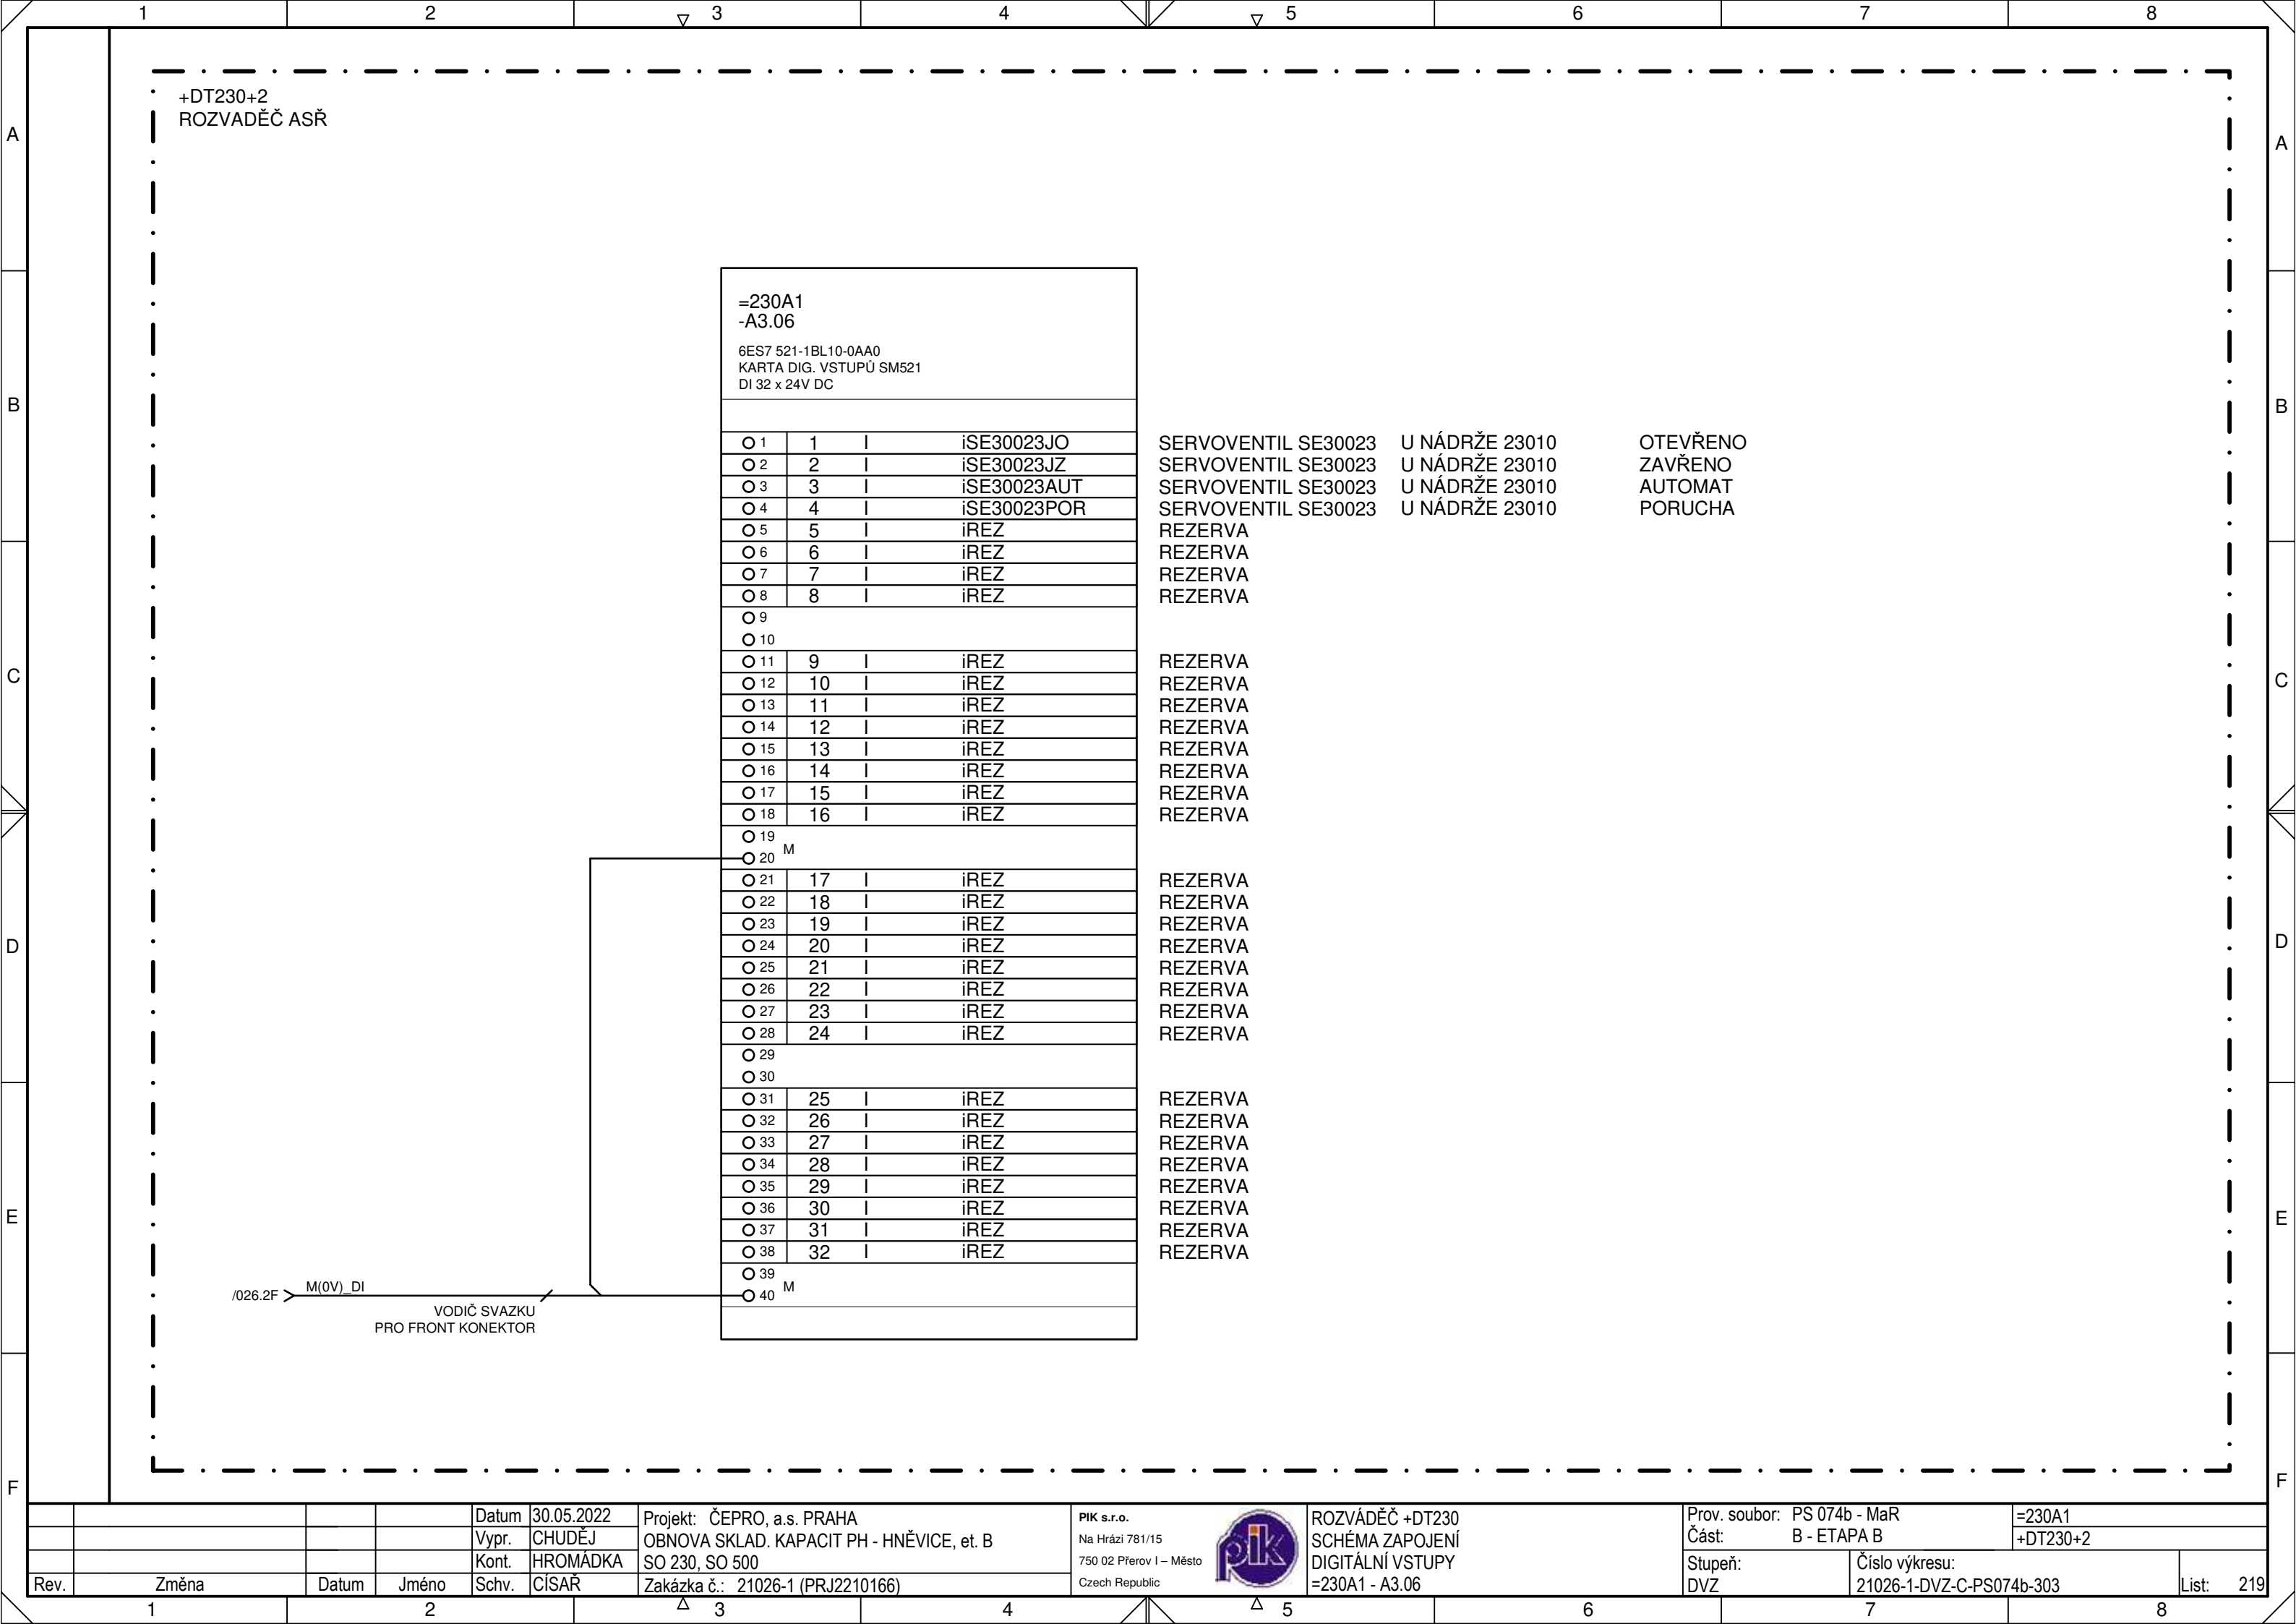 1 2 3 4 5 6 7 8
+DT230+2
ROZVADĚČ ASŘ
A A
B B
C C
D D
E E
F F
=230A1
-A3.06
6ES7 521-1BL10-0AA0
KARTA DIG. VSTUPŮ SM521
DI 32 x 24V DC
1 1 I iSE30023JO SERVOVENTIL SE30023 U NÁDRŽE 23010 OTEVŘENO
2 2 I iSE30023JZ SERVOVENTIL SE30023 U NÁDRŽE 23010 ZAVŘENO
3 3 I iSE30023AUT SERVOVENTIL SE30023 U NÁDRŽE 23010 AUTOMAT
4 4 I iSE30023POR SERVOVENTIL SE30023 U NÁDRŽE 23010 PORUCHA
5 5 I iREZ REZERVA
6 6 I iREZ REZERVA
7 7 I iREZ REZERVA
8 8 I iREZ REZERVA
9
10
11 9 I iREZ REZERVA
12 10 I iREZ REZERVA
13 11 I iREZ REZERVA
14 12 I iREZ REZERVA
15 13 I iREZ REZERVA
16 14 I iREZ REZERVA
17 15 I iREZ REZERVA
18 16 I iREZ REZERVA
19
M
20
21 17 I iREZ REZERVA
22 18 I iREZ REZERVA
23 19 I iREZ REZERVA
24 20 I iREZ REZERVA
25 21 I iREZ REZERVA
26 22 I iREZ REZERVA
27 23 I iREZ REZERVA
28 24 I iREZ REZERVA
29
30
31 25 I iREZ REZERVA
32 26 I iREZ REZERVA
33 27 I iREZ REZERVA
34 28 I iREZ REZERVA
35 29 I iREZ REZERVA
36 30 I iREZ REZERVA
37 31 I iREZ REZERVA
38 32 I iREZ REZERVA
39
M
40
/026.2F M(0V)_DI
VODIČ SVAZKU
PRO FRONT KONEKTOR
Rev. Změna Datum Jméno
Datum 30.05.2022
Vypr. CHUDĚJ
Kont. HROMÁDKA
Schv. CÍSAŘ
Projekt: ČEPRO, a.s. PRAHA
OBNOVA SKLAD. KAPACIT PH - HNĚVICE, et. B
SO 230, SO 500
Zakázka č.: 21026-1 (PRJ2210166)
PIK s.r.o.
Na Hrázi 781/15
750 02 Přerov I – Město
Czech Republic
pik
ROZVÁDĚČ +DT230
SCHÉMA ZAPOJENÍ
DIGITÁLNÍ VSTUPY
=230A1 - A3.06
Prov. soubor: PS 074b - MaR
Část: B - ETAPA B
Stupeň:
DVZ
=230A1
+DT230+2
Číslo výkresu:
21026-1-DVZ-C-PS074b-303
List: 219
1 2 3 4 5 6 7 8